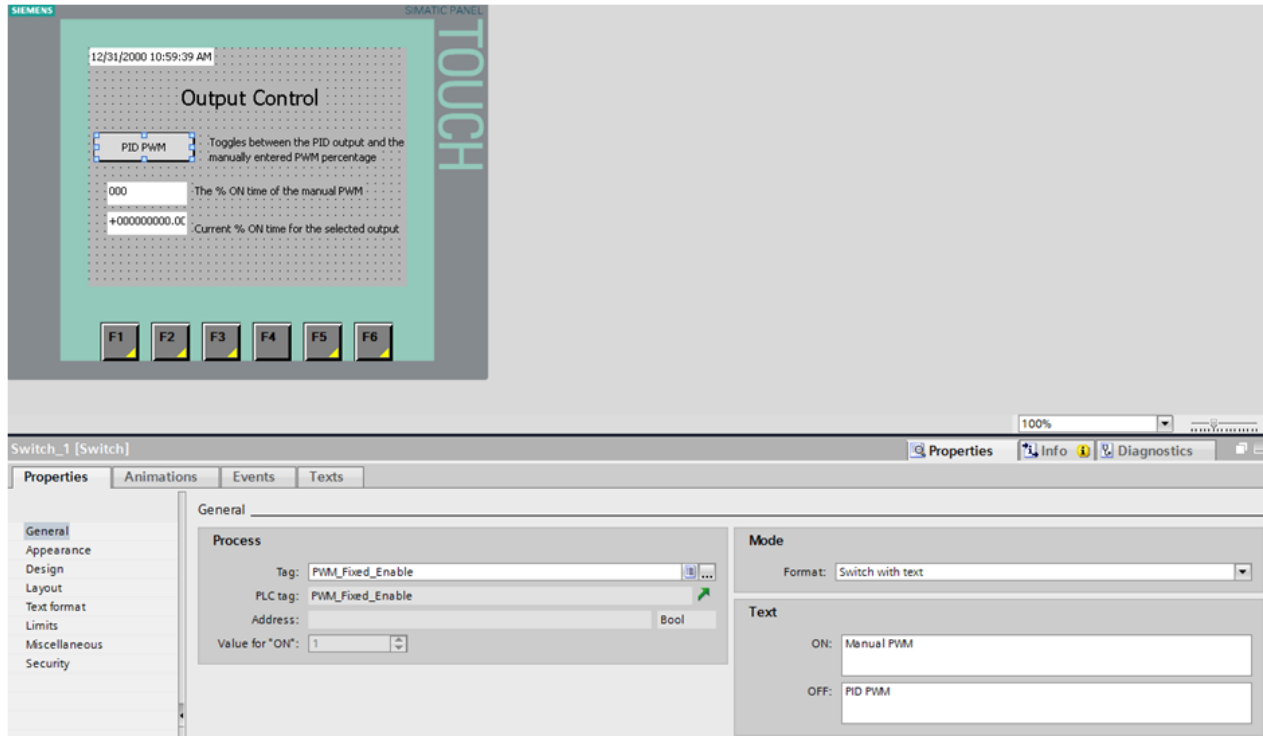 SIEMENS
SIMATIC PANEL
TOUCH
12/31/2000 10:59:39 AM
Output Control
PID PWM
Toggles between the PID output and the
manually entered PWM percentage
000
The % ON time of the manual PWM
+000000000.00
Current % ON time for the selected output
F1 F2 F3 F4 F5 F6
100%
Switch_1 [Switch]
Properties Info Diagnostics
Properties Animations Events Texts
General
General
Appearance
Design
Layout
Text format
Limits
Miscellaneous
Security
Process
Tag: PWM_Fixed_Enable
PLC tag: PWM_Fixed_Enable
Address: Bool
Value for "ON": 1
Mode
Format: Switch with text
Text
ON: Manual PWM
OFF: PID PWM